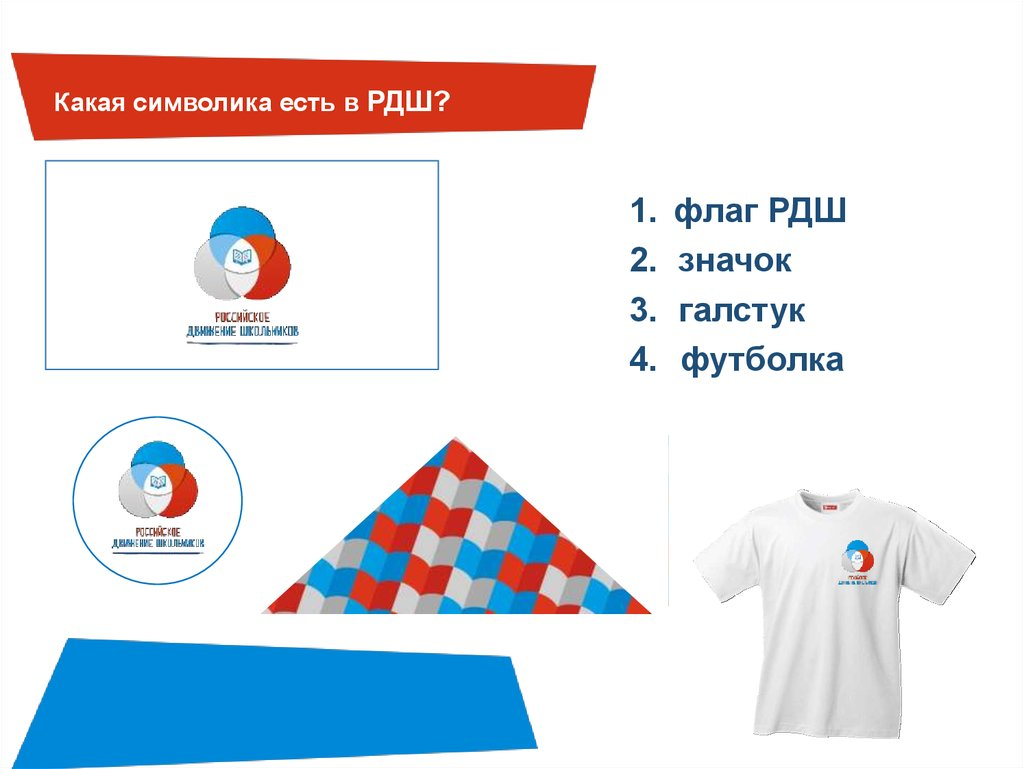 Какая символика есть в РДШ?
РОССИЙСКОЕ
ДВИЖЕНИЕ ШКОЛЬНИКОВ
1. флаг РДШ
2. значок
3. галстук
4. футболка
РОССИЙСКОЕ
ДВИЖЕНИЕ ШКОЛЬНИКОВ